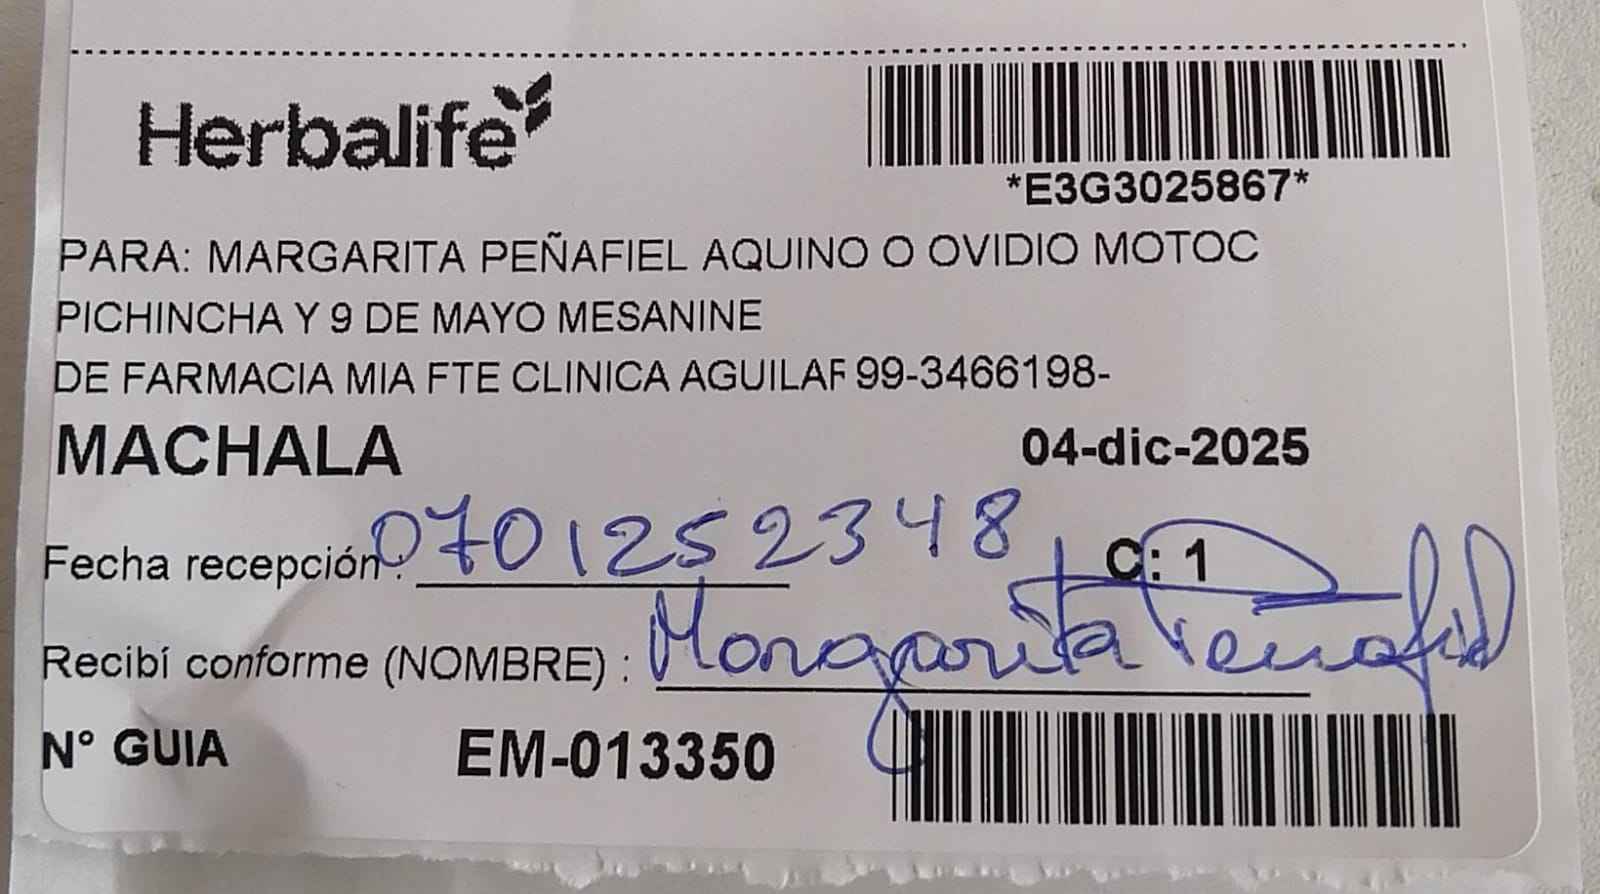 Herbalife
*E3G3025867*
PARA: MARGARITA PEÑAFIEL AQUINO O OVIDIO MOTOC
PICHINCHA Y 9 DE MAYO MESANINE
DE FARMACIA MIA FTE CLINICA AGUILAR 99-3466198-
MACHALA 04-dic-2025
Fecha recepción : 0701252348 C: 1
Recibí conforme (NOMBRE) : Margarita Peñafiel
N° GUIA EM-013350